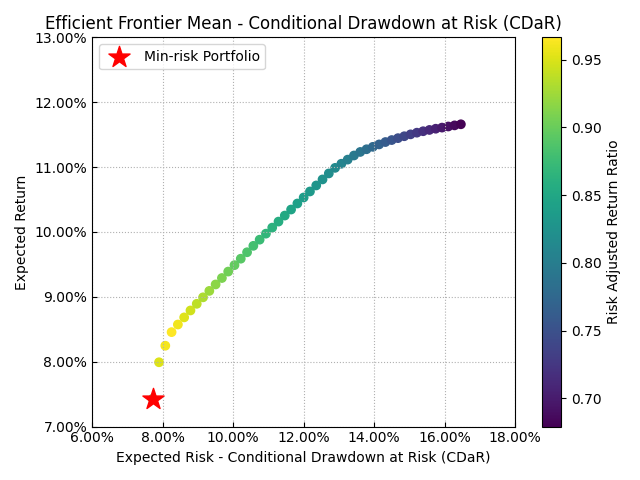 Efficient Frontier Mean - Conditional Drawdown at Risk (CDaR)
Min-risk Portfolio
13.00%
12.00%
11.00%
10.00%
9.00%
8.00%
7.00%
Expected Return
6.00% 8.00% 10.00% 12.00% 14.00% 16.00% 18.00%
Expected Risk - Conditional Drawdown at Risk (CDaR)
0.95
0.90
0.85
0.80
0.75
0.70
Risk Adjusted Return Ratio